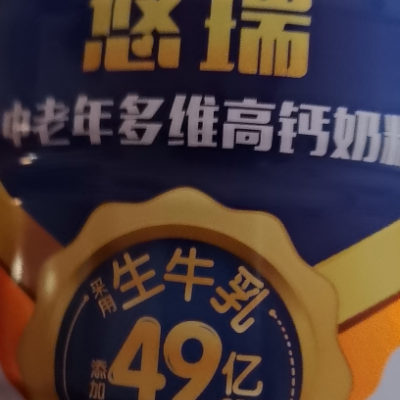 悠瑞
中老年多维高钙奶粉
采用
生牛乳
添加
49亿